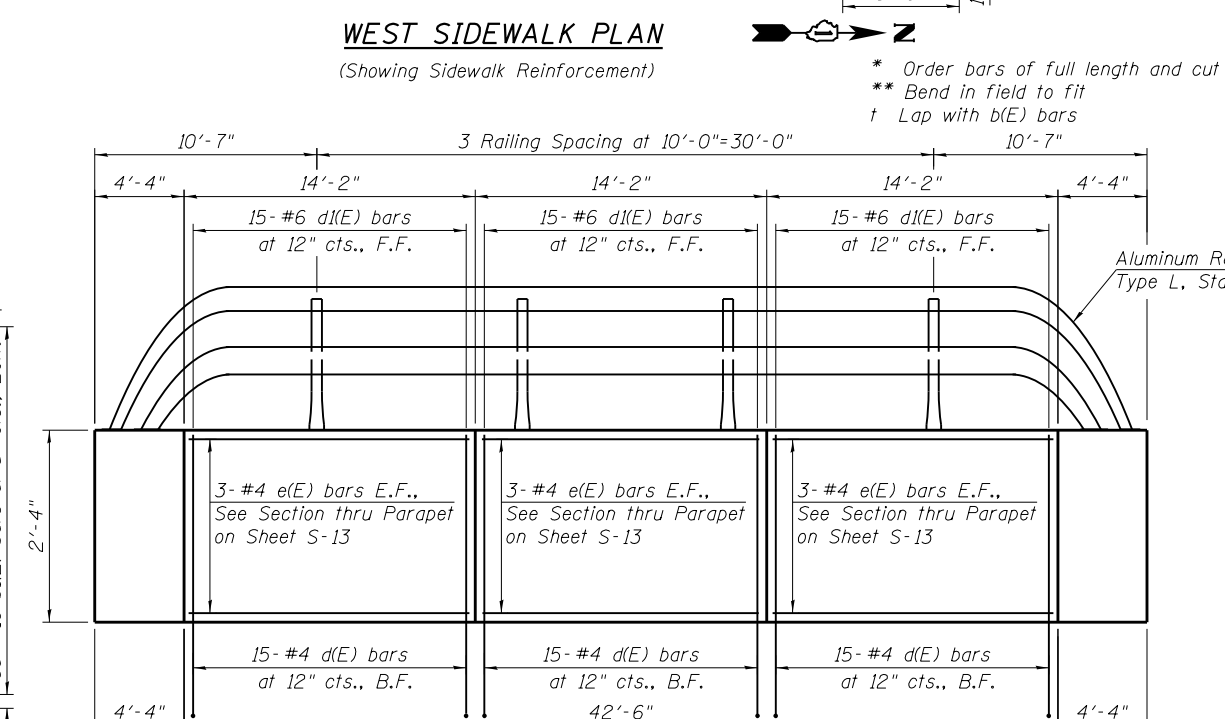 WEST SIDEWALK PLAN
(Showing Sidewalk Reinforcement)
N
* Order bars of full length and cut
** Bend in field to fit
† Lap with b(E) bars
10'-7" 3 Railing Spacing at 10'-0"=30'-0" 10'-7"
4'-4" 14'-2" 14'-2" 14'-2" 4'-4"
15-#6 d1(E) bars
at 12" cts., F.F.
15-#6 d1(E) bars
at 12" cts., F.F.
15-#6 d1(E) bars
at 12" cts., F.F.
Aluminum
Type L,
2'-4"
3-#4 e(E) bars E.F.,
See Section thru Parapet
on Sheet S-13
3-#4 e(E) bars E.F.,
See Section thru Parapet
on Sheet S-13
3-#4 e(E) bars E.F.,
See Section thru Parapet
on Sheet S-13
15-#4 d(E) bars
at 12" cts., B.F.
15-#4 d(E) bars
at 12" cts., B.F.
15-#4 d(E) bars
at 12" cts., B.F.
4'-4" 42'-6" 4'-4"